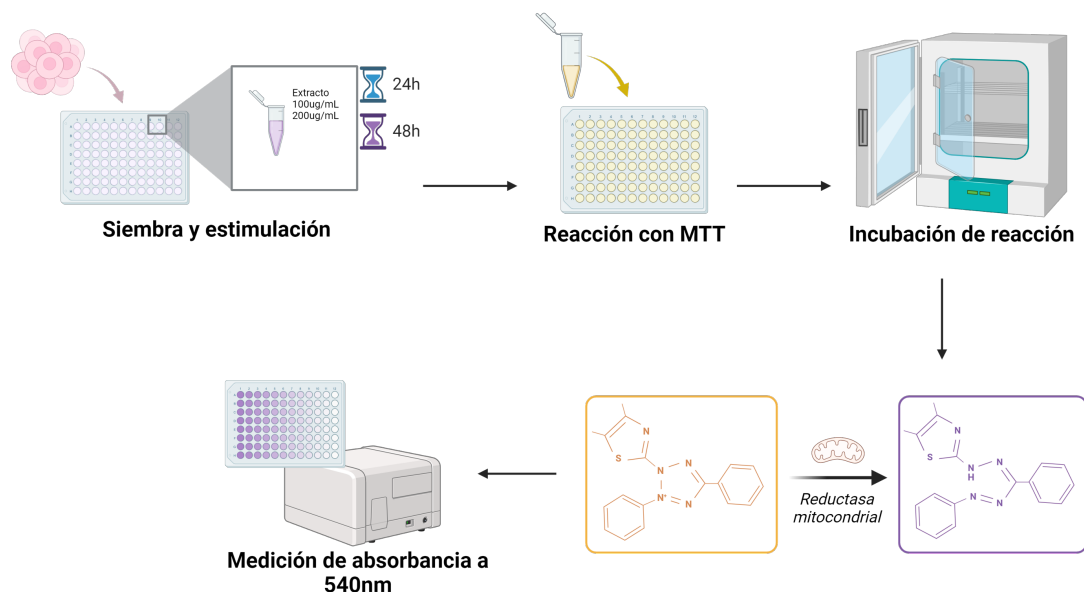 Extracto
100ug/mL
200ug/mL
24h
48h
Siembra y estimulación
Reacción con MTT
Incubación de reacción
N
S
N
N
N⁺
N
Reductasa
mitocondrial
N
S
N
H
N
N
N
Medición de absorbancia a
540nm